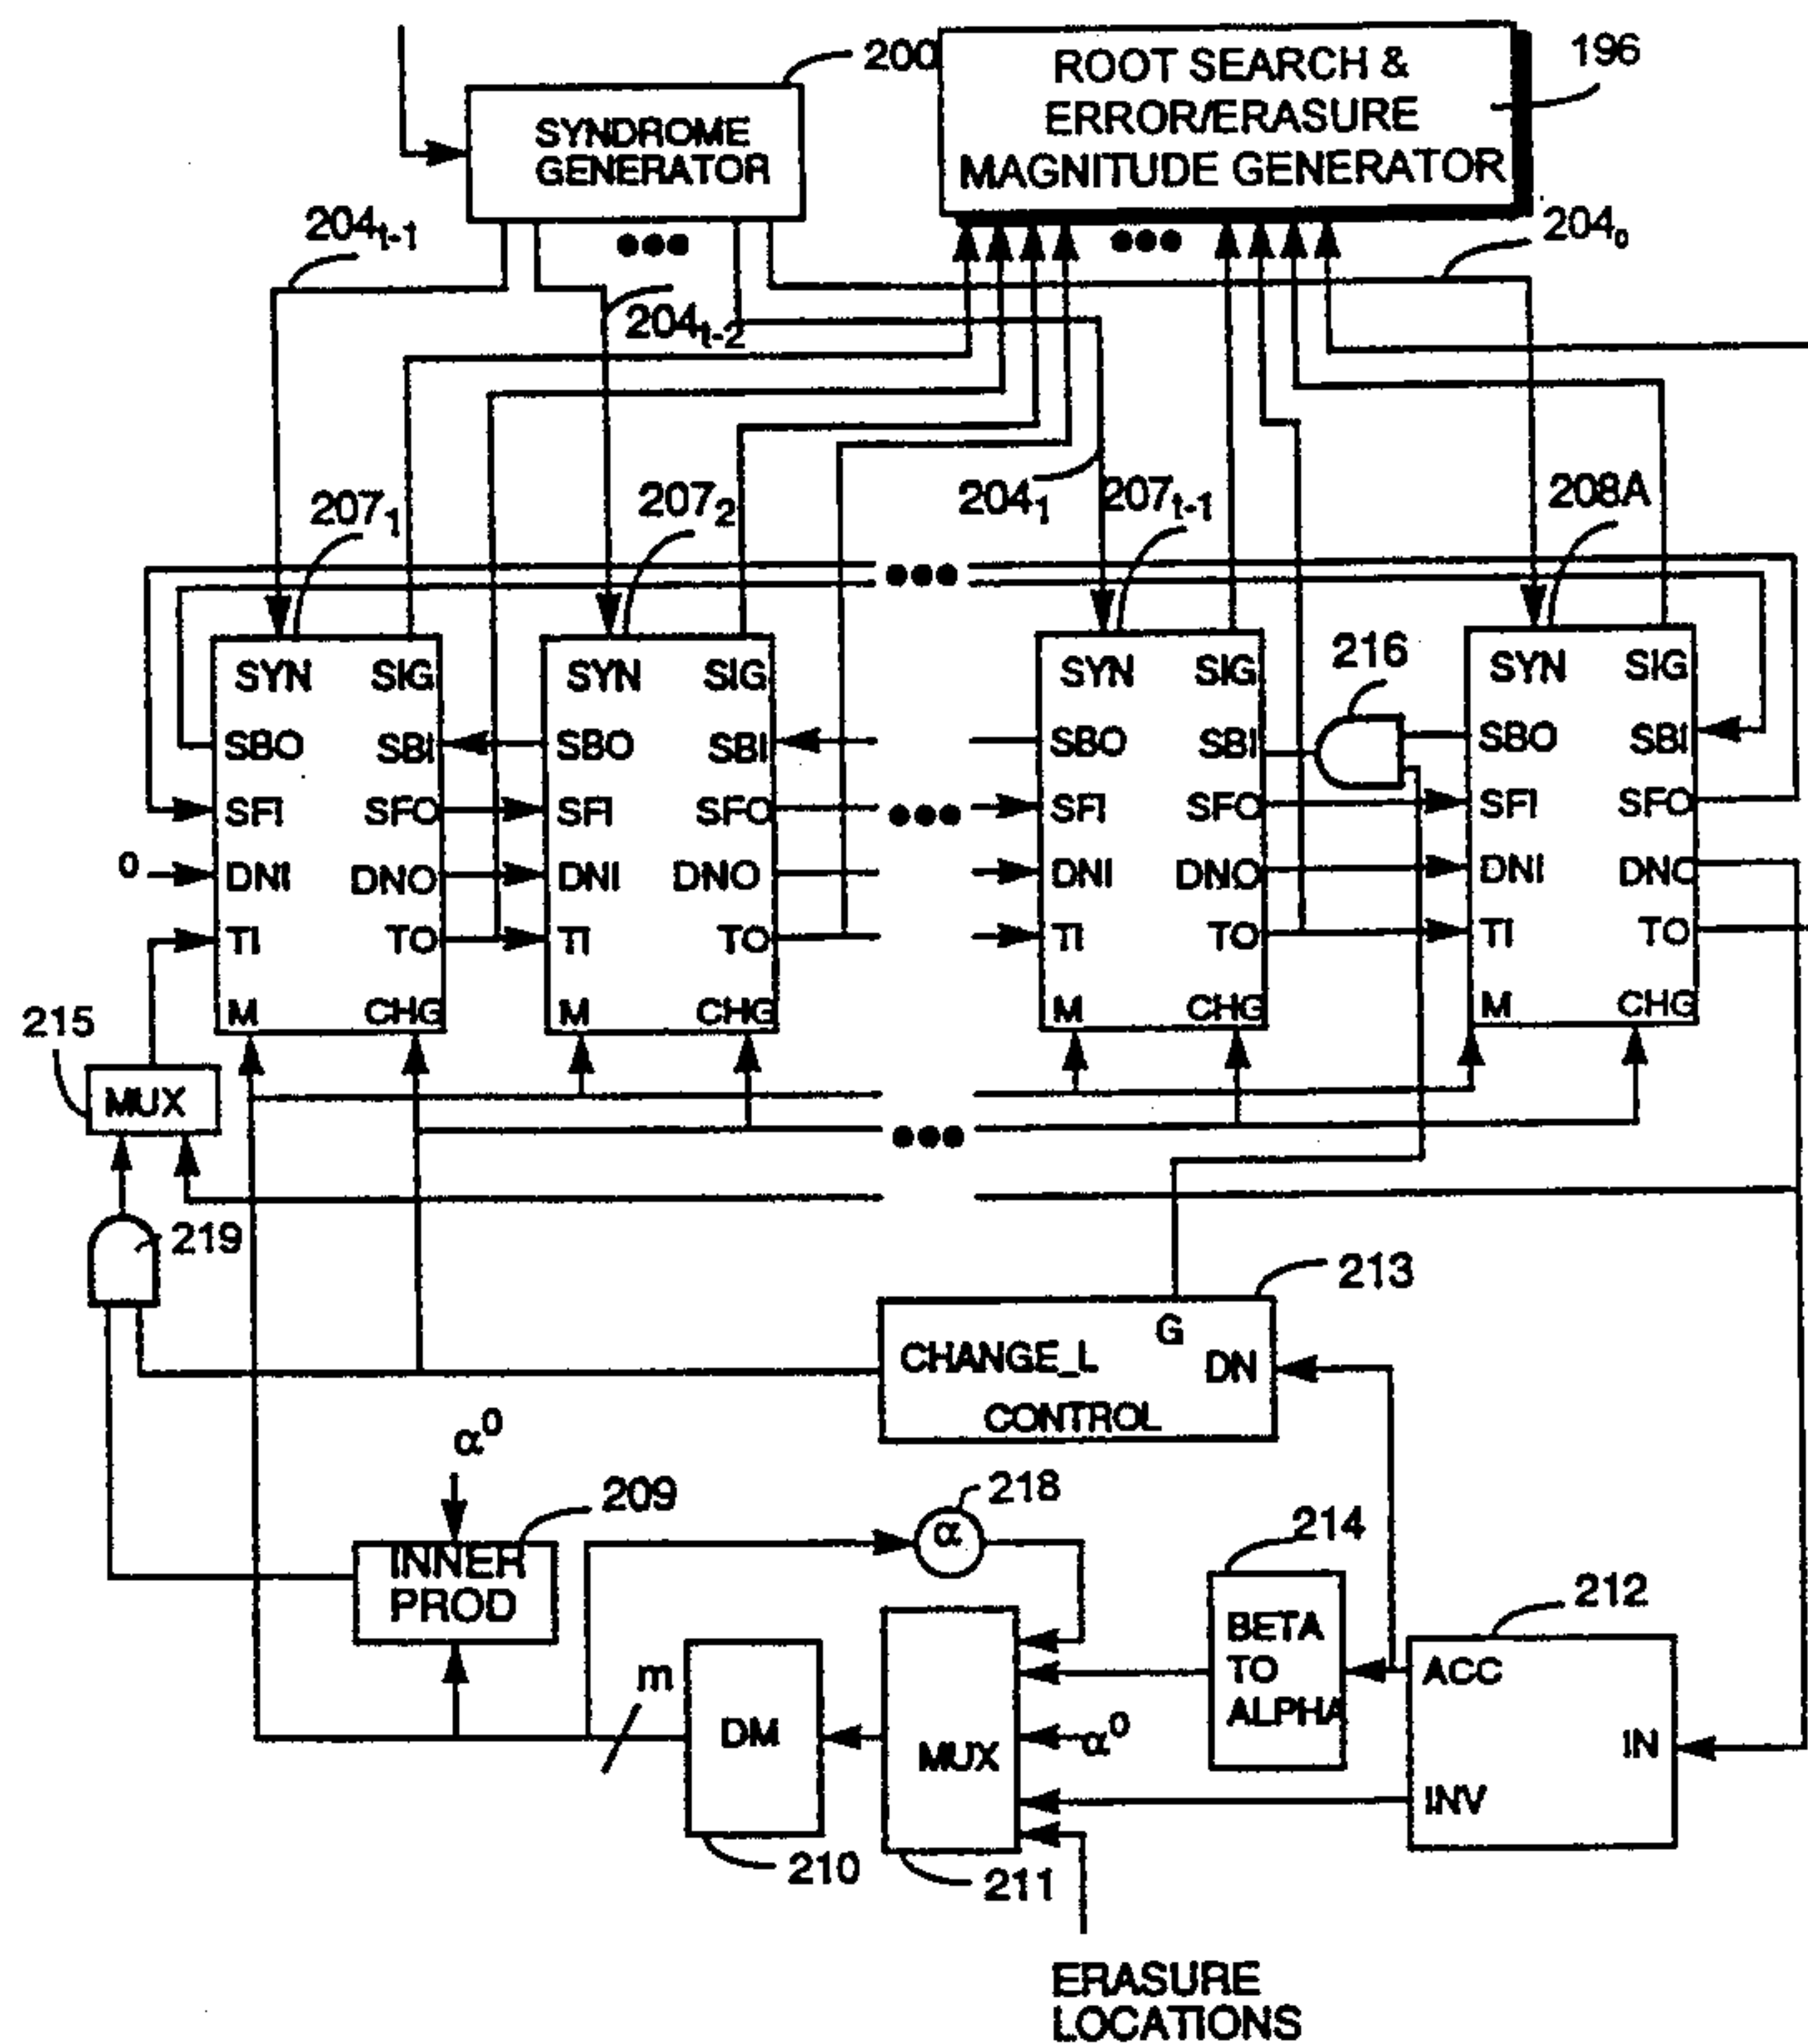 200
SYNDROME
GENERATOR
ROOT SEARCH &
ERROR/ERASURE
MAGNITUDE GENERATOR
196
204t-1
204t-2
2040
2041
2071
2072
207t-1
208A
216
SYN SIG
SBO SBI
SFI SFO
0 DNI DNO
TI TO
M CHG
SYN SIG
SBO SBI
SFI SFO
DNI DNO
TI TO
M CHG
SYN SIG
SBO SBI
SFI SFO
DNI DNO
TI TO
M CHG
SYN SIG
SBO SBI
SFI SFO
DNI DNO
TI TO
M CHG
215
MUX
219
213
G
CHANGE_L DN
CONTROL
α0
209
INNER
PROD
218
α
214
BETA
TO
ALPHA
212
ACC
IN
INV
m
DM
210
MUX
α0
211
ERASURE
LOCATIONS